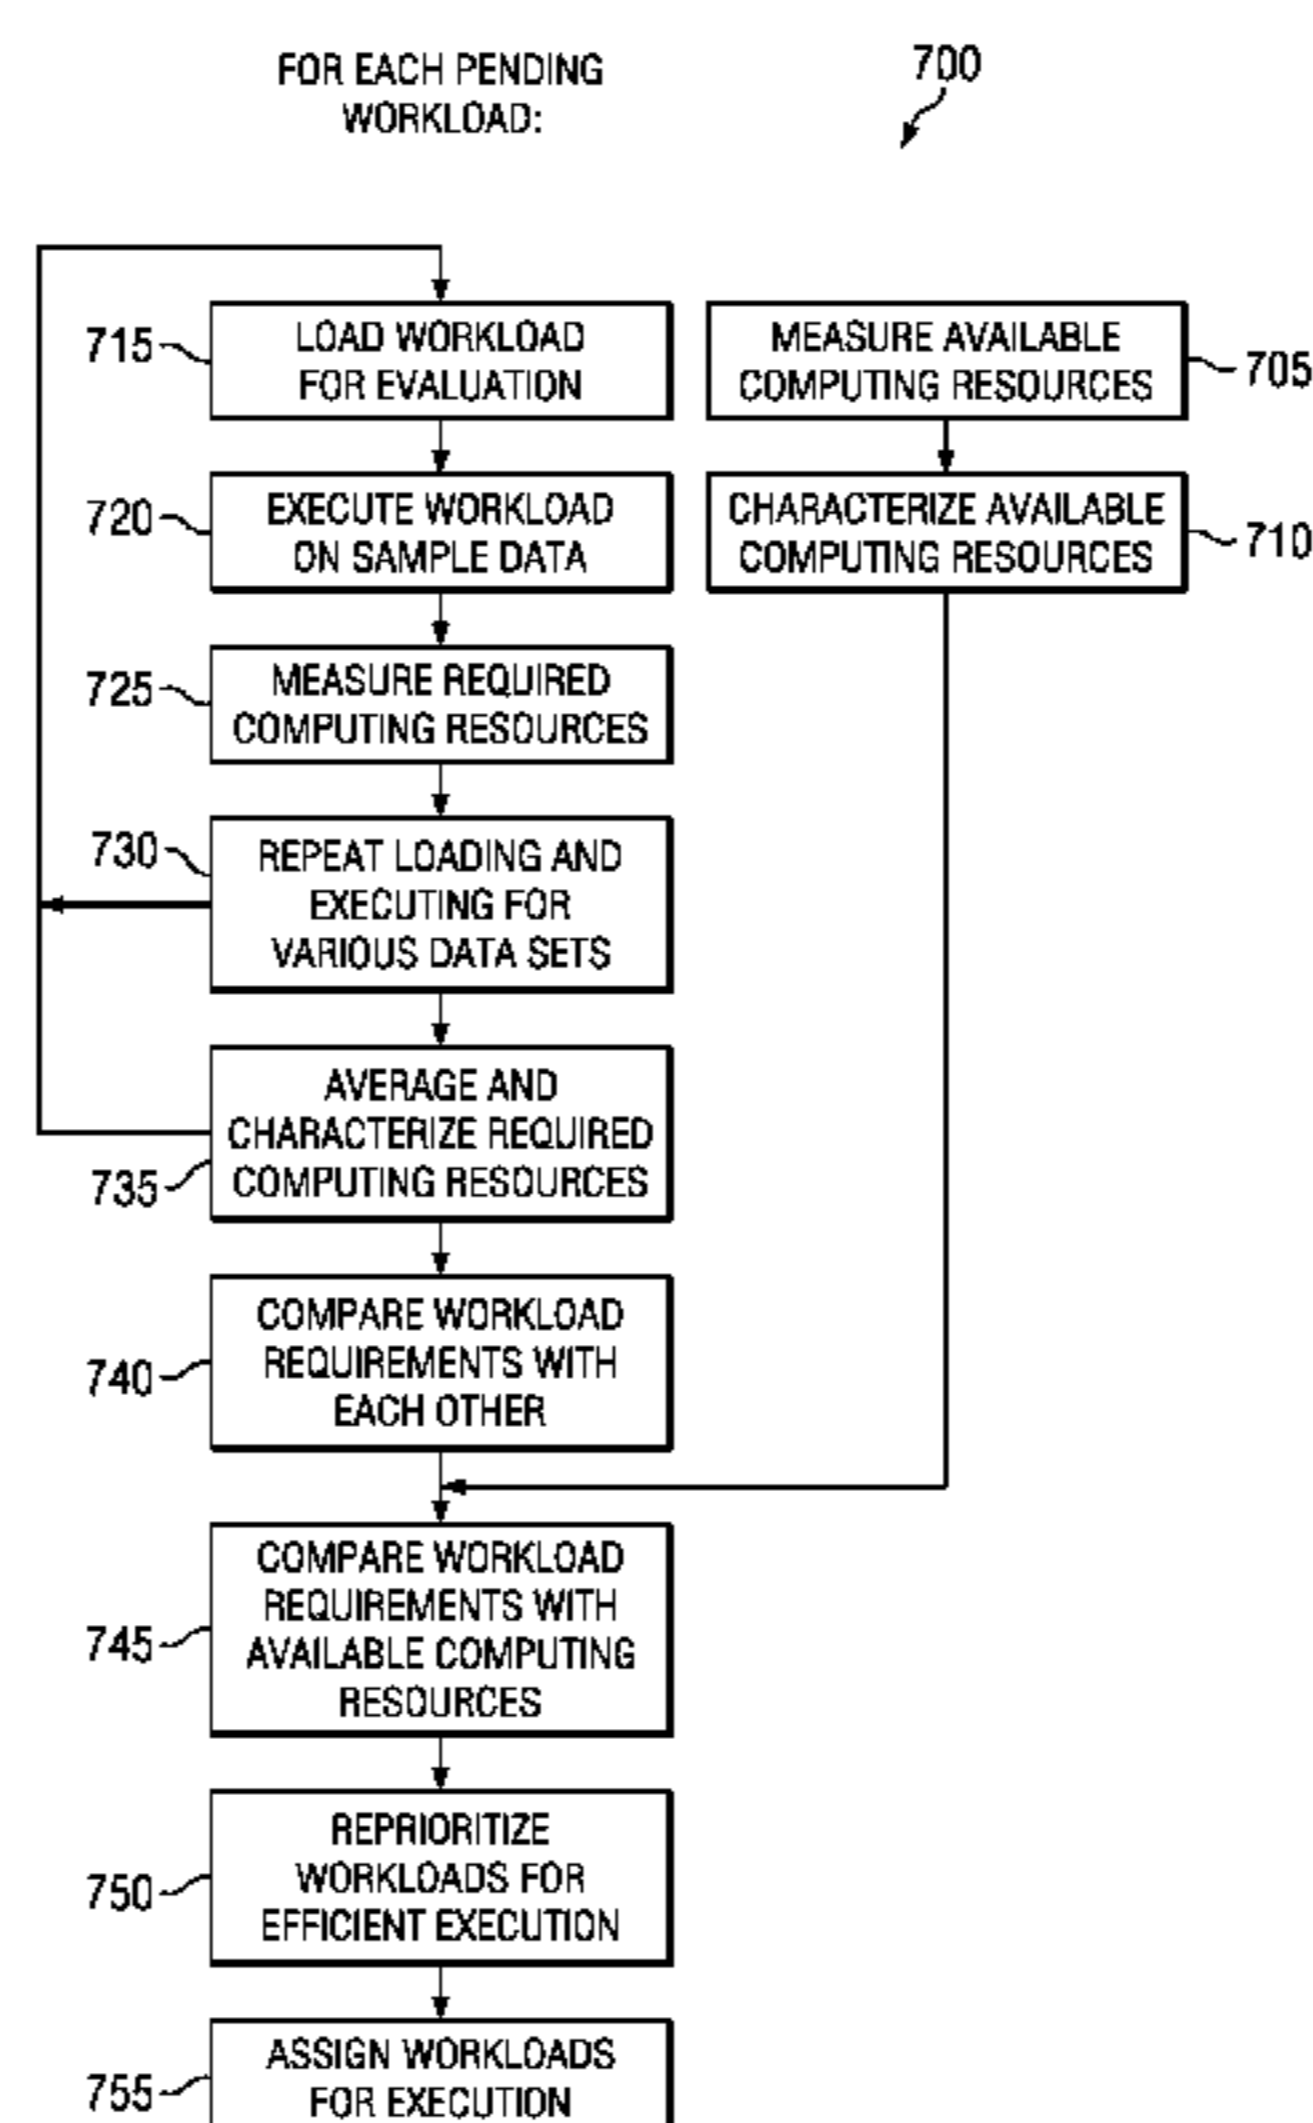 FOR EACH PENDING
WORKLOAD:
700
715
LOAD WORKLOAD
FOR EVALUATION
MEASURE AVAILABLE
COMPUTING RESOURCES
705
720
EXECUTE WORKLOAD
ON SAMPLE DATA
CHARACTERIZE AVAILABLE
COMPUTING RESOURCES
710
725
MEASURE REQUIRED
COMPUTING RESOURCES
730
REPEAT LOADING AND
EXECUTING FOR
VARIOUS DATA SETS
AVERAGE AND
CHARACTERIZE REQUIRED
COMPUTING RESOURCES
735
COMPARE WORKLOAD
REQUIREMENTS WITH
EACH OTHER
740
COMPARE WORKLOAD
REQUIREMENTS WITH
AVAILABLE COMPUTING
RESOURCES
745
REPRIORITIZE
WORKLOADS FOR
EFFICIENT EXECUTION
750
ASSIGN WORKLOADS
FOR EXECUTION
755